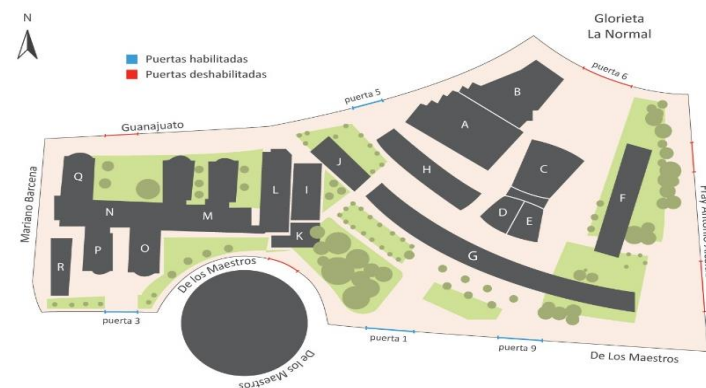 N
Glorieta
La Normal
Puertas habilitadas
Puertas deshabilitadas
puerta 6
puerta 5
Guanajuato
Mariano Barcena
B
A
C
J
H
Q
L
I
F
N
M
D
E
K
R
P
O
G
De los Maestros
puerta 3
De los Maestros
puerta 1
puerta 9
De Los Maestros